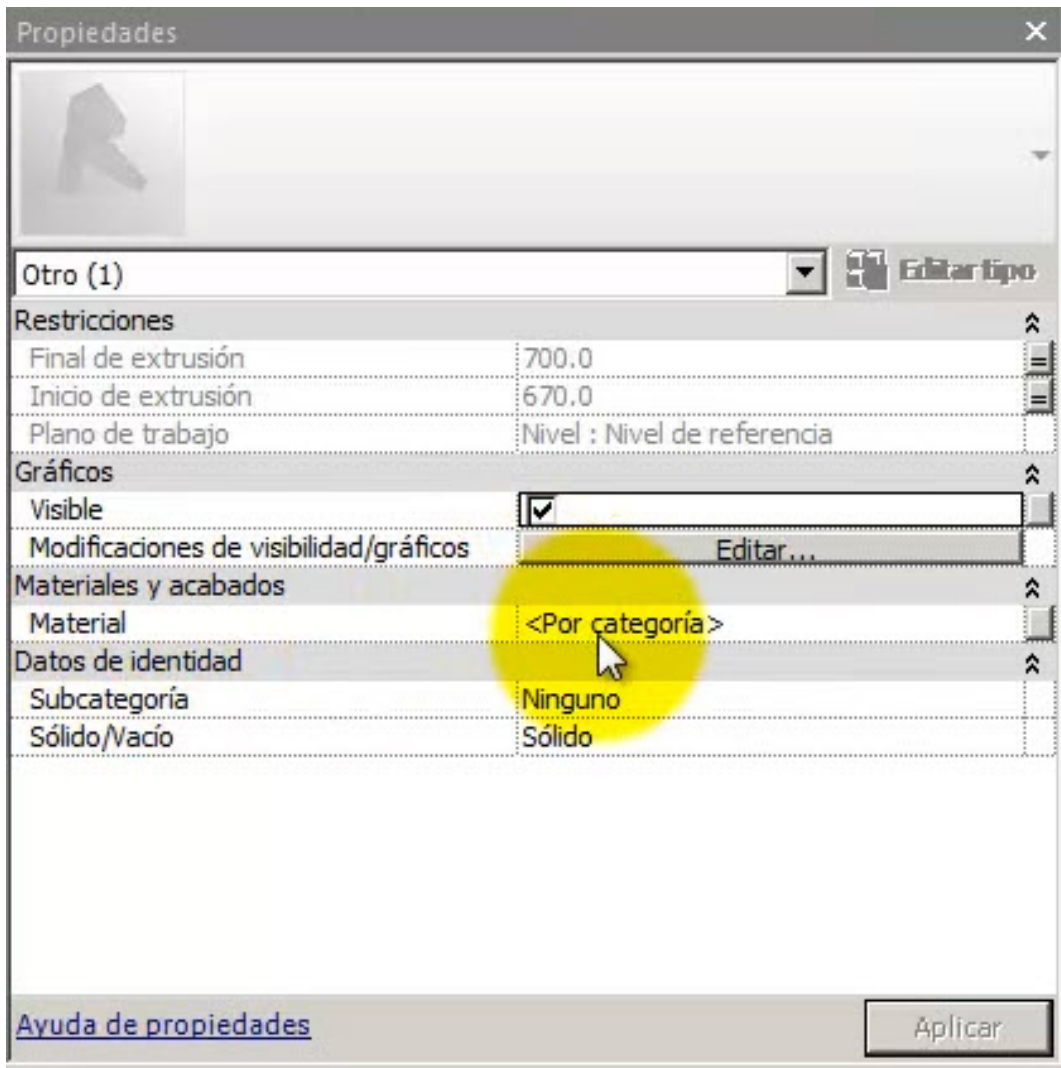 Propiedades
Otro (1)
Editar tipo
Restricciones
Final de extrusión 700.0 =
Inicio de extrusión 670.0 =
Plano de trabajo Nivel : Nivel de referencia
Gráficos
Visible
Modificaciones de visibilidad/gráficos Editar...
Materiales y acabados
Material <Por categoría>
Datos de identidad
Subcategoría Ninguno
Sólido/Vacío Sólido
Ayuda de propiedades Aplicar